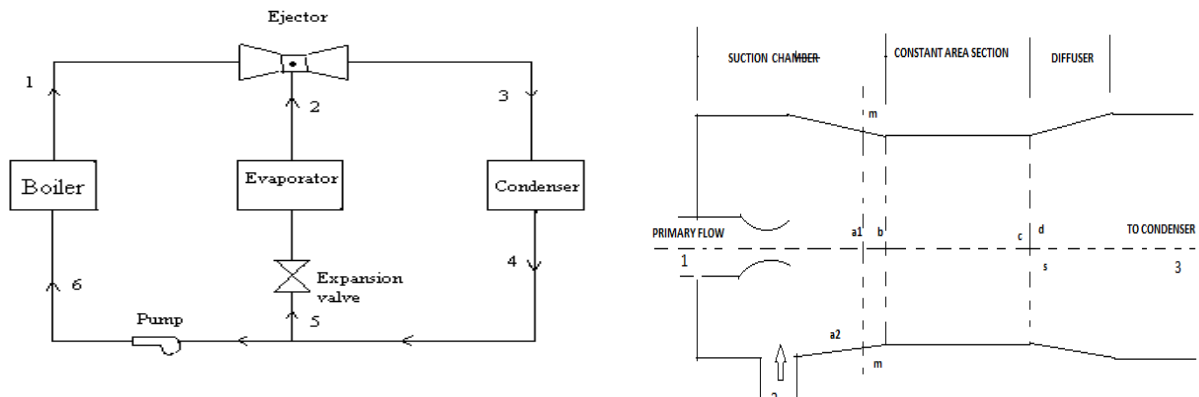 Ejector
1
2
3
Boiler
Evaporator
Condenser
4
6
Expansion
valve
5
Pump
SUCTION CHAMBER
CONSTANT AREA SECTION
DIFFUSER
m
PRIMARY FLOW
a1
b
c
d
TO CONDENSER
1
s
3
a2
m
2